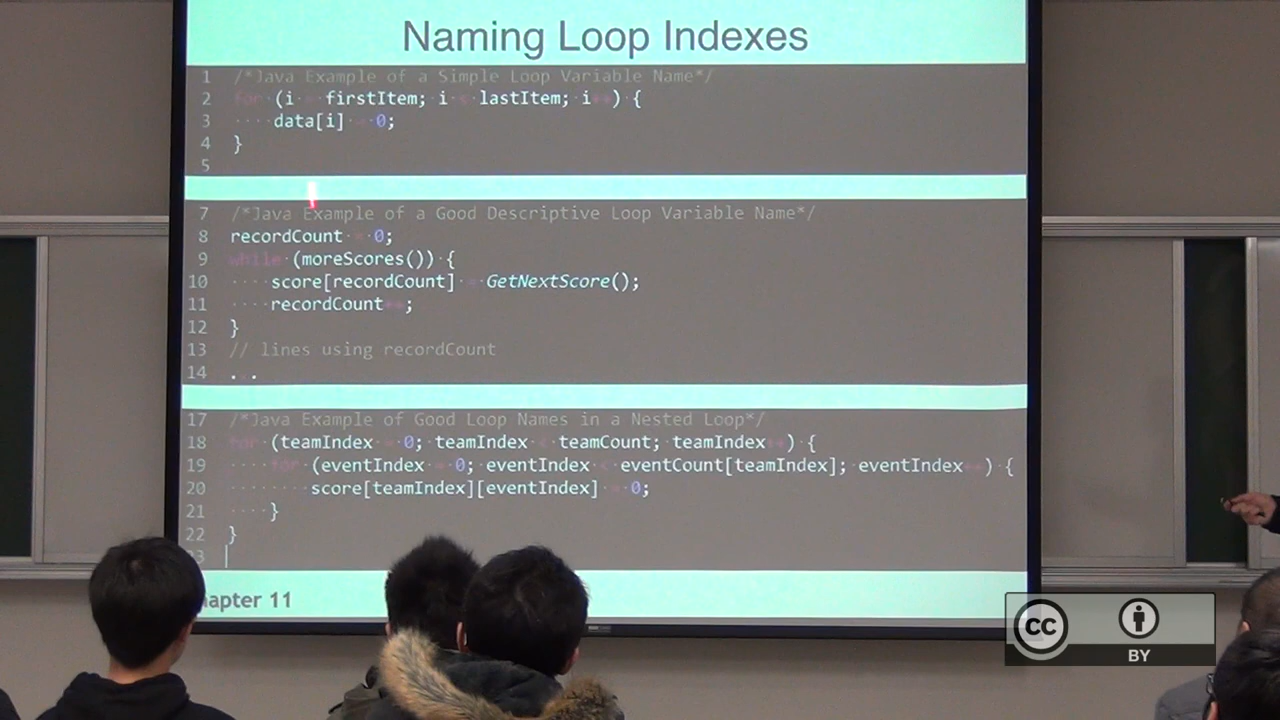 Naming Loop Indexes
1 /*Java Example of a Simple Loop Variable Name*/
2 for (i = firstItem; i < lastItem; i++) {
3 data[i] = 0;
4 }
5
7 /*Java Example of a Good Descriptive Loop Variable Name*/
8 recordCount = 0;
9 while (moreScores()) {
10 score[recordCount] = GetNextScore();
11 recordCount++;
12 }
13 // lines using recordCount
14 ...
17 /*Java Example of Good Loop Names in a Nested Loop*/
18 for (teamIndex = 0; teamIndex < teamCount; teamIndex++) {
19 for (eventIndex = 0; eventIndex < eventCount[teamIndex]; eventIndex++) {
20 score[teamIndex][eventIndex] = 0;
21 }
22 }
23
apter 11
CC
BY